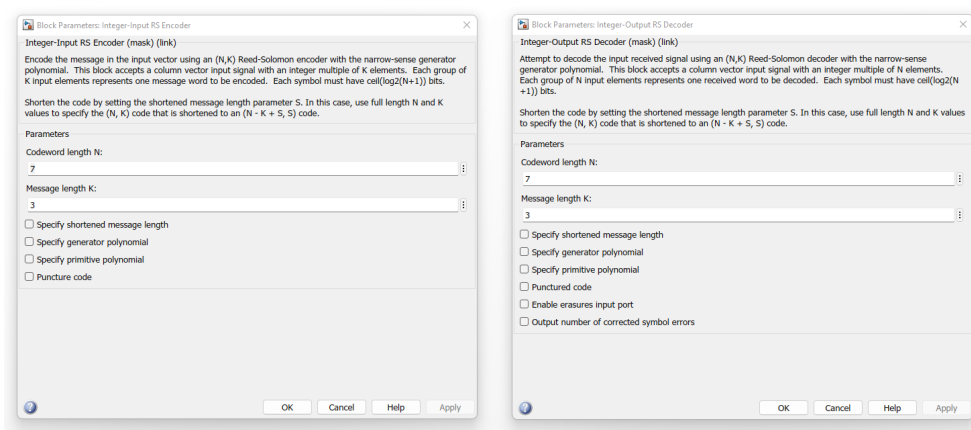 Block Parameters: Integer-Input RS Encoder
Integer-Input RS Encoder (mask) (link)
Encode the message in the input vector using an (N,K) Reed-Solomon encoder with the narrow-sense generator
polynomial. This block accepts a column vector input signal with an integer multiple of K elements. Each group of
K input elements represents one message word to be encoded. Each symbol must have ceil(log2(N+1)) bits.
Shorten the code by setting the shortened message length parameter S. In this case, use full length N and K
values to specify the (N, K) code that is shortened to an (N - K + S, S) code.
Parameters
Codeword length N:
7
Message length K:
3
Specify shortened message length
Specify generator polynomial
Specify primitive polynomial
Puncture code
OK Cancel Help Apply
Block Parameters: Integer-Output RS Decoder
Integer-Output RS Decoder (mask) (link)
Attempt to decode the input received signal using an (N,K) Reed-Solomon decoder with the narrow-sense
generator polynomial. This block accepts a column vector input signal with an integer multiple of N elements.
Each group of N input elements represents one received word to be decoded. Each symbol must have ceil(log2(N
+1)) bits.
Shorten the code by setting the shortened message length parameter S. In this case, use full length N and K values
to specify the (N, K) code that is shortened to an (N - K + S, S) code.
Parameters
Codeword length N:
7
Message length K:
3
Specify shortened message length
Specify generator polynomial
Specify primitive polynomial
Punctured code
Enable erasures input port
Output number of corrected symbol errors
OK Cancel Help Apply